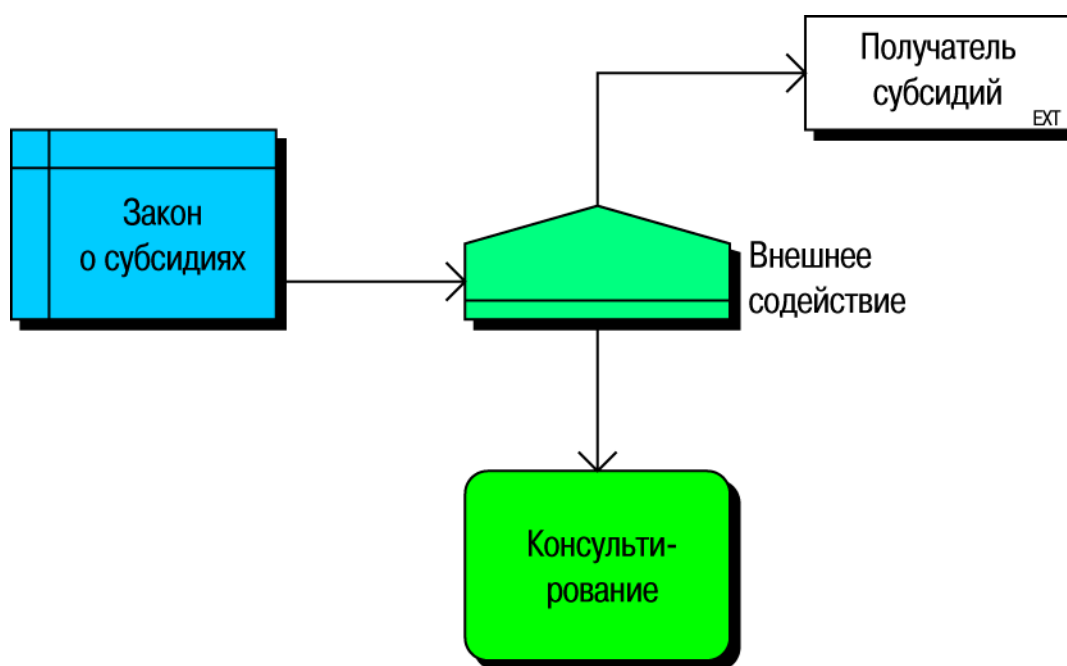 Получатель
субсидий
EXT
Закон
о субсидиях
Внешнее
содействие
Консульти-
рование